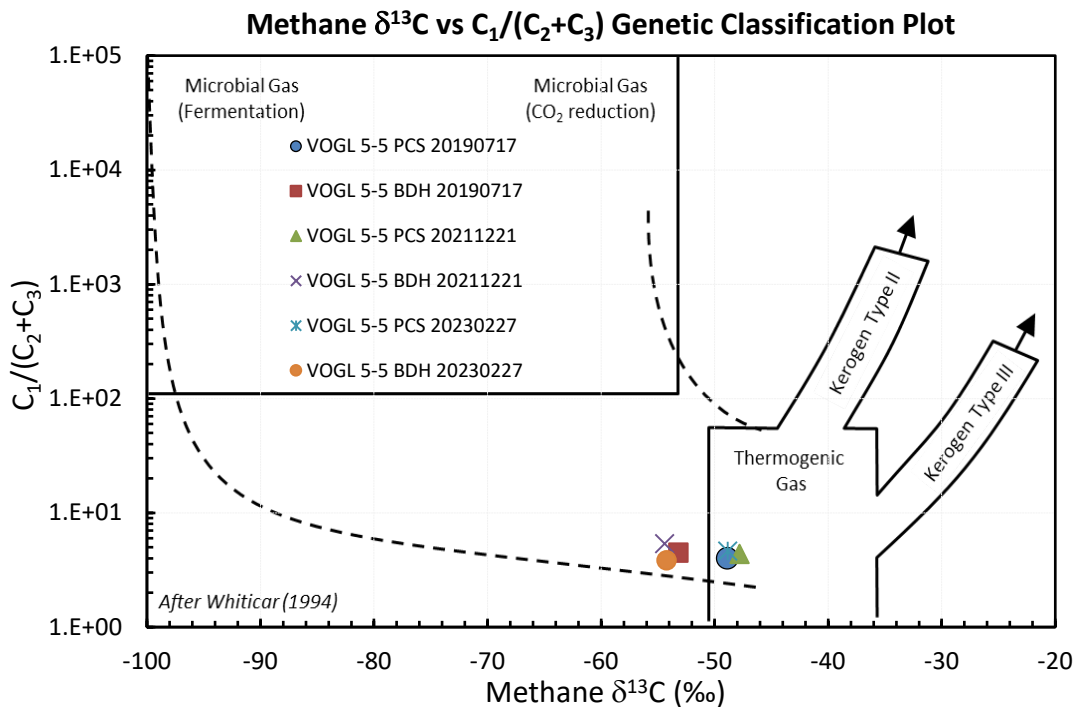 Methane δ¹³C vs C₁/(C₂+C₃) Genetic Classification Plot
C₁/(C₂+C₃)
1.E+05
1.E+04
1.E+03
1.E+02
1.E+01
1.E+00
Microbial Gas
(Fermentation)
Microbial Gas
(CO₂ reduction)
VOGL 5-5 PCS 20190717
VOGL 5-5 BDH 20190717
VOGL 5-5 PCS 20211221
VOGL 5-5 BDH 20211221
VOGL 5-5 PCS 20230227
VOGL 5-5 BDH 20230227
Kerogen Type II
Kerogen Type III
Thermogenic
Gas
After Whiticar (1994)
-100 -90 -80 -70 -60 -50 -40 -30 -20
Methane δ¹³C (‰)